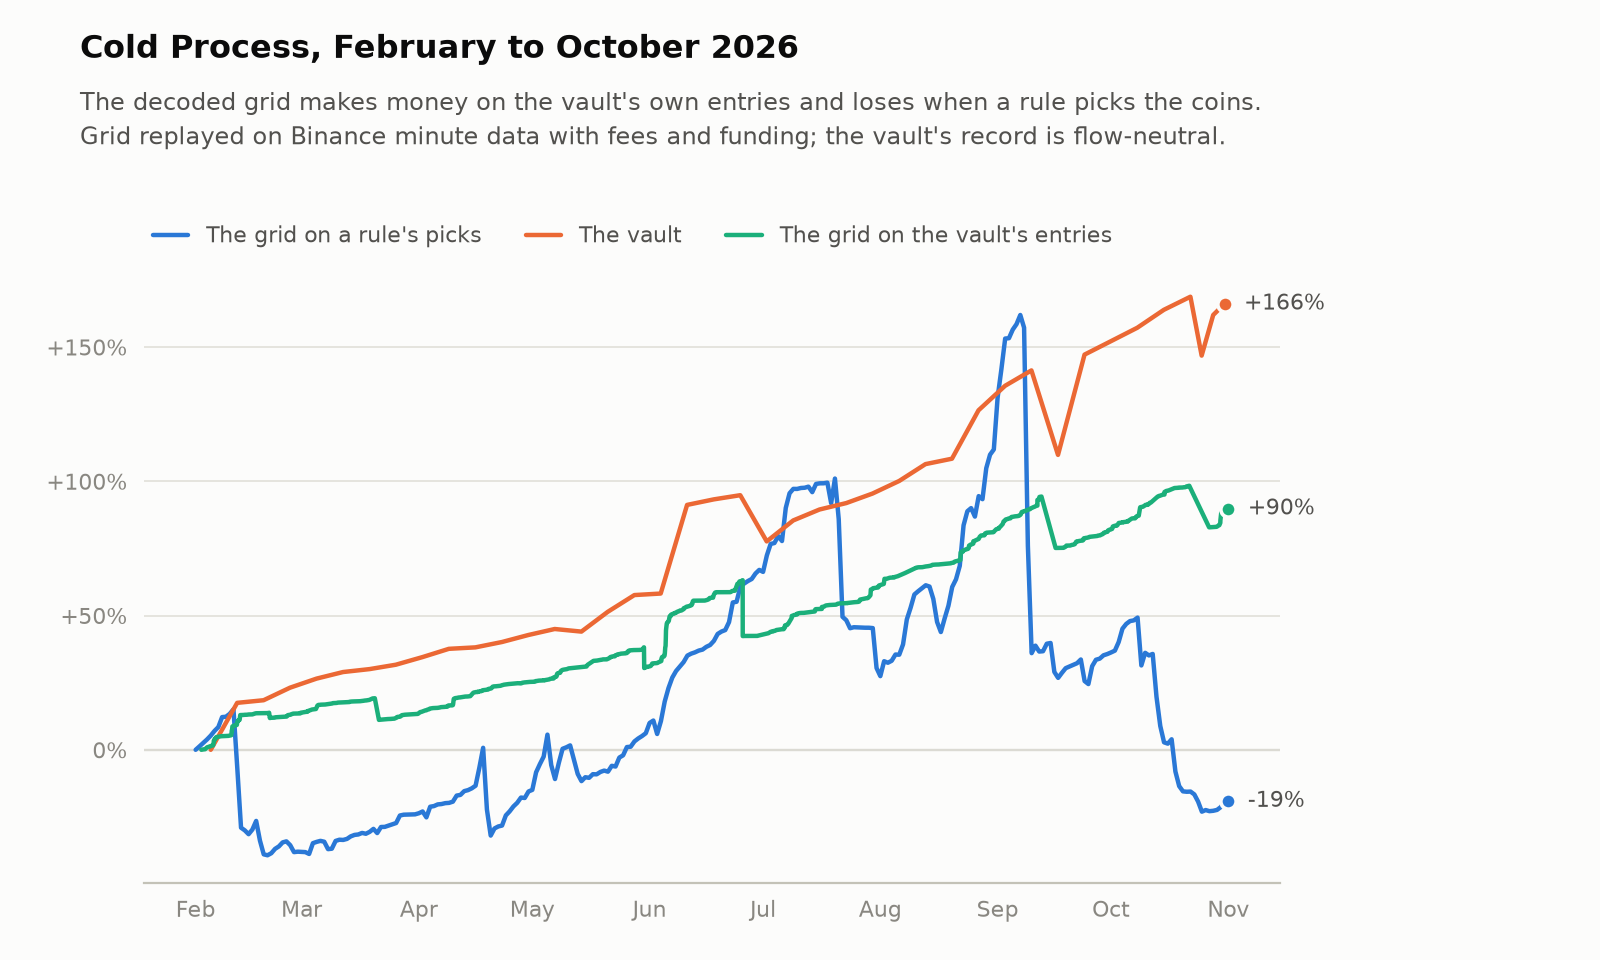 Cold Process, February to October 2026
The decoded grid makes money on the vault's own entries and loses when a rule picks the coins.
Grid replayed on Binance minute data with fees and funding; the vault's record is flow-neutral.
The grid on a rule's picks
The vault
The grid on the vault's entries
+166%
+150%
+100%
+90%
+50%
0%
-19%
Feb Mar Apr May Jun Jul Aug Sep Oct Nov